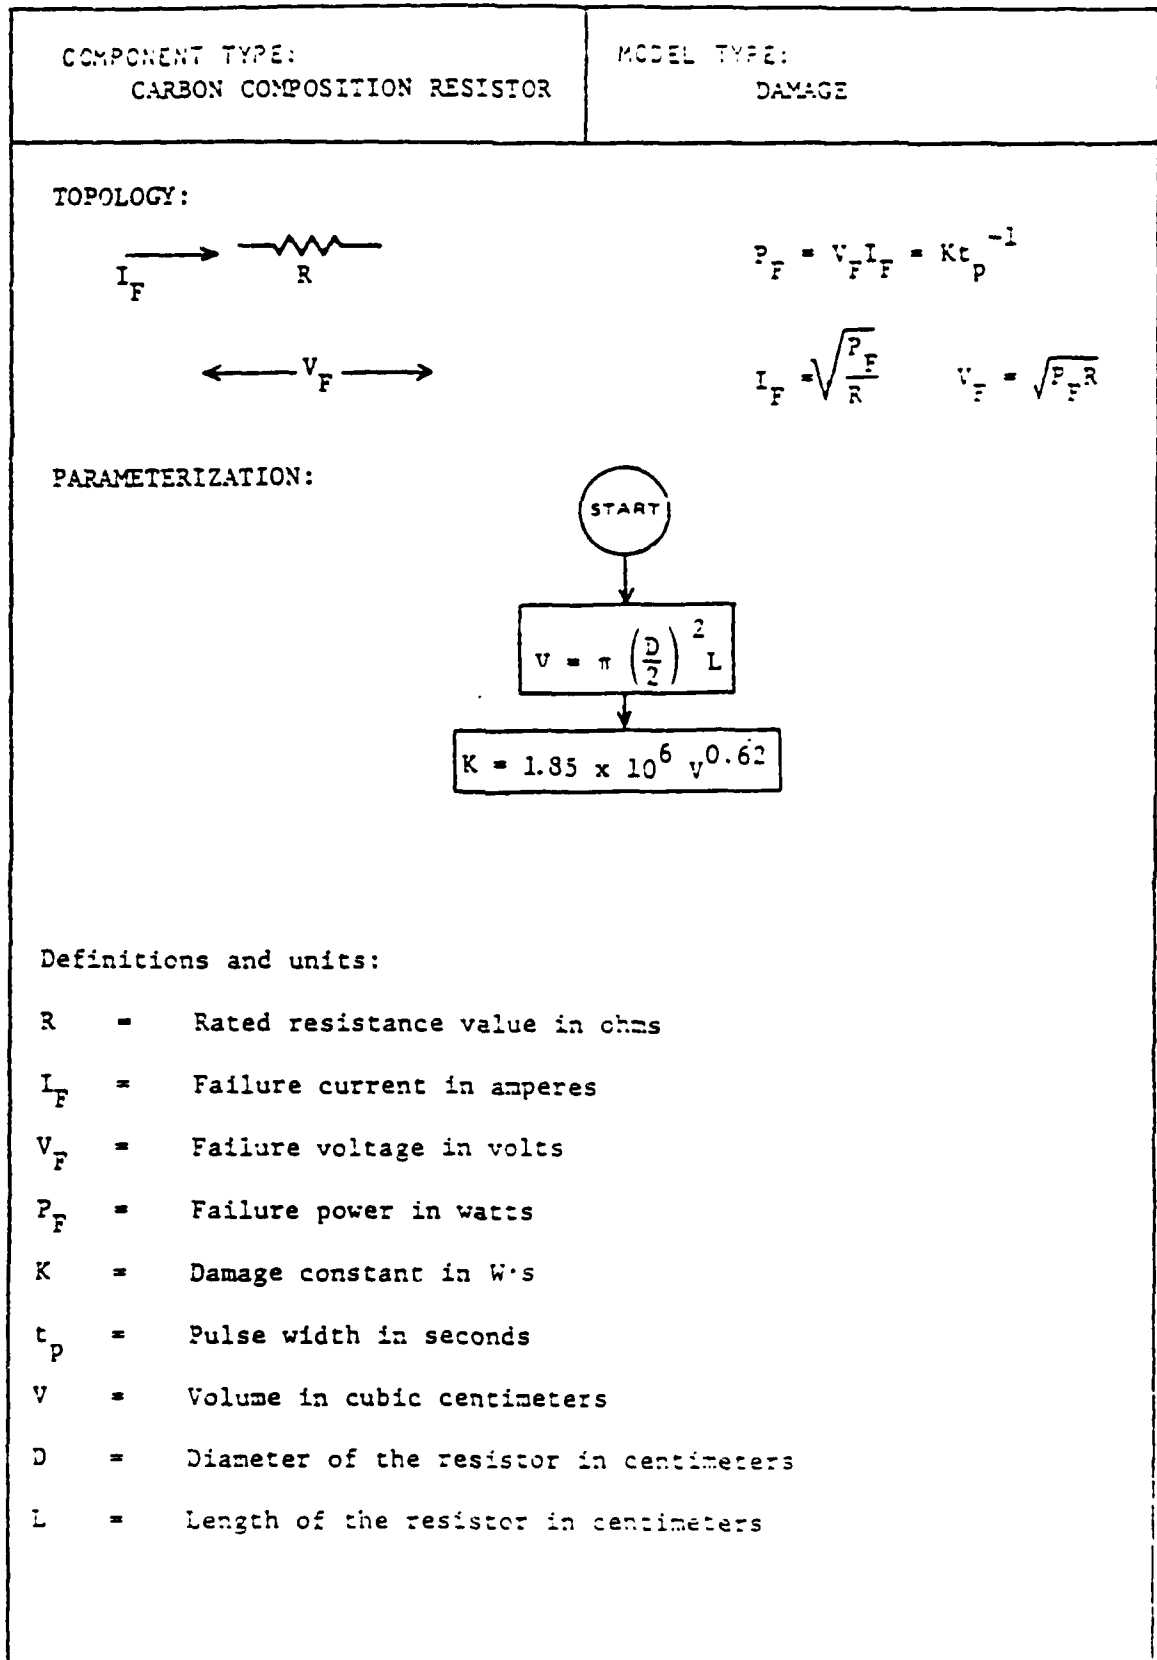 COMPONENT TYPE:
CARBON COMPOSITION RESISTOR
MODEL TYPE:
DAMAGE
TOPOLOGY:
I_F
R
V_F
P_F = V_F I_F = Kt_p^-1
I_F = √(P_F/R) V_F = √(P_F R)
PARAMETERIZATION:
START
V = π (D/2)^2 L
K = 1.85 x 10^6 V^0.62
Definitions and units:
R = Rated resistance value in ohms
I_F = Failure current in amperes
V_F = Failure voltage in volts
P_F = Failure power in watts
K = Damage constant in W·s
t_p = Pulse width in seconds
V = Volume in cubic centimeters
D = Diameter of the resistor in centimeters
L = Length of the resistor in centimeters